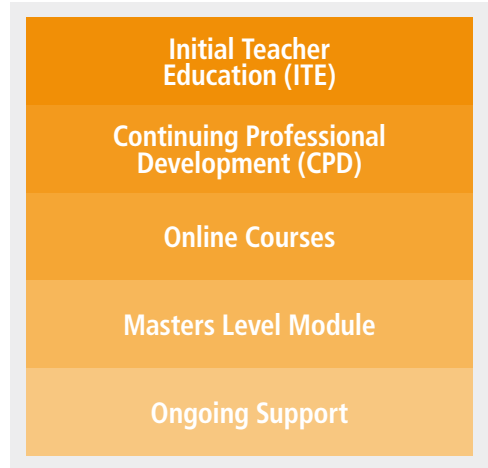 Initial Teacher
Education (ITE)
Continuing Professional
Development (CPD)
Online Courses
Masters Level Module
Ongoing Support